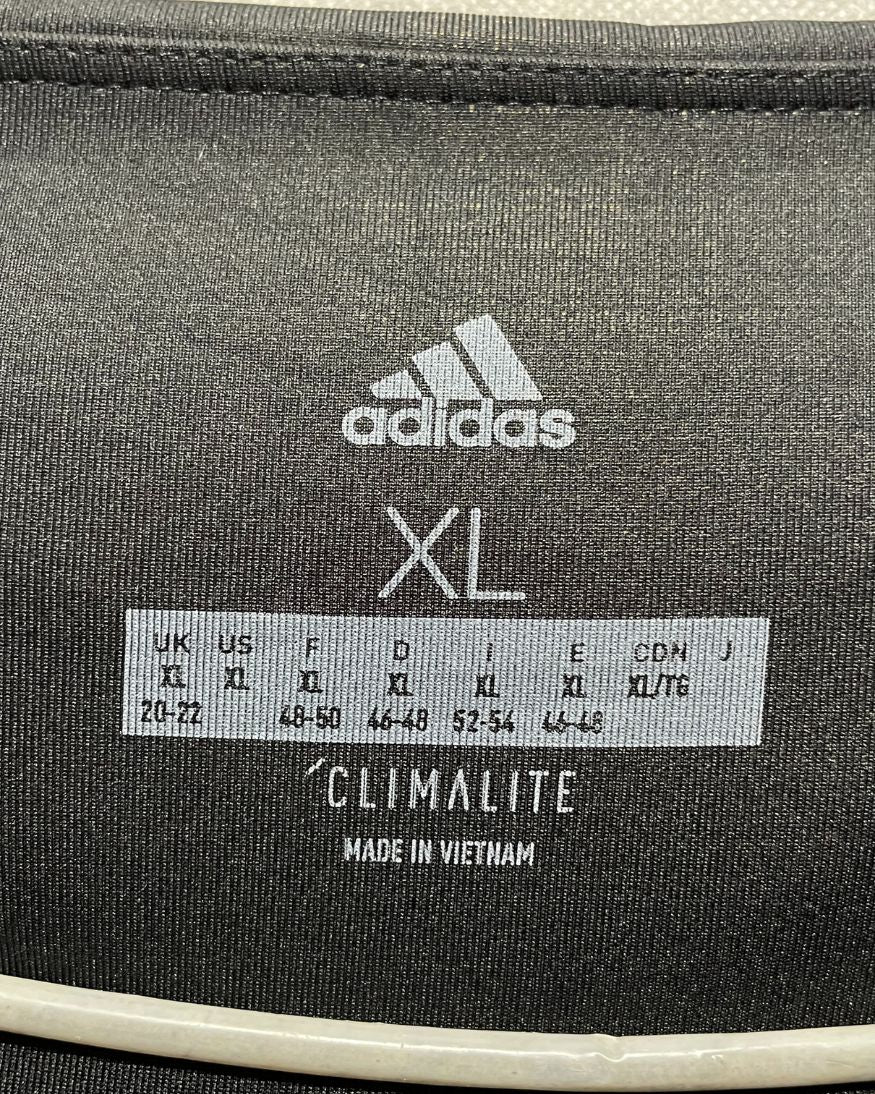 adidas
XL
UK US F D I E CDN J
XL XL XL XL XL XL XL/TG
20-22 48-50 46-48 52-54 46-48
CLIMALITE
MADE IN VIETNAM